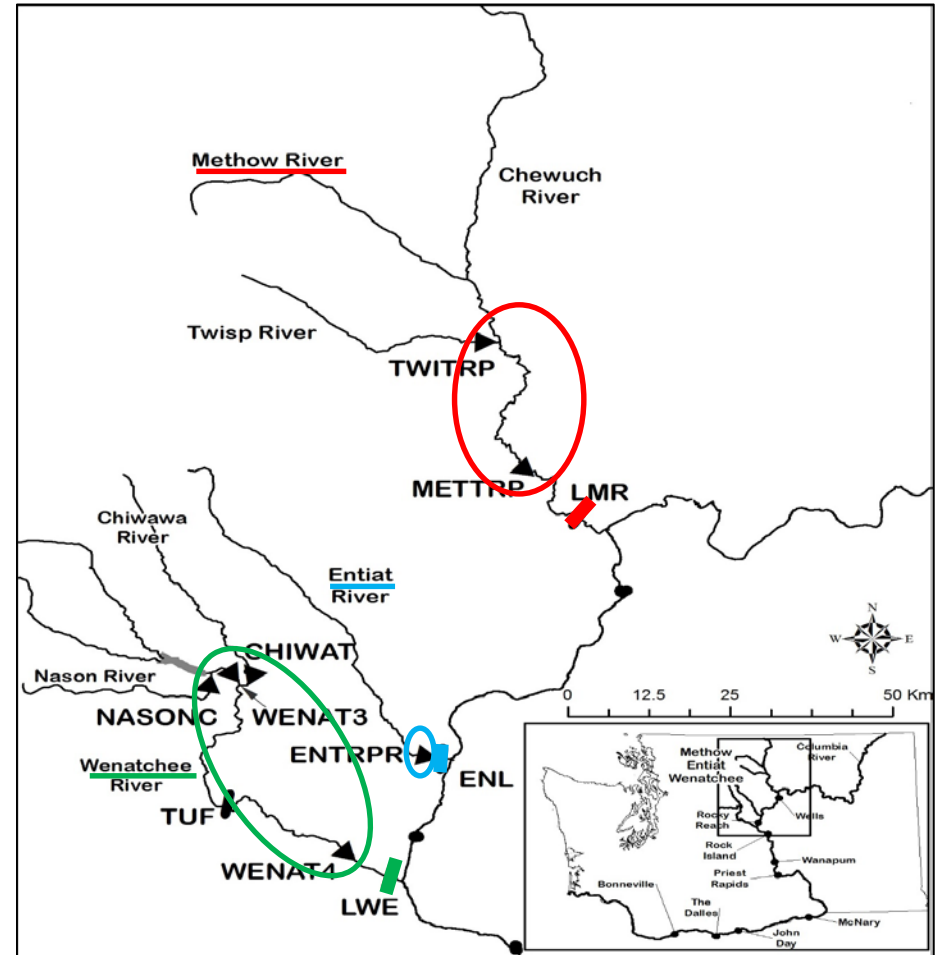 Methow River
Chewuch
River
Twisp River
TWITRP
METTRP
LMR
Chiwawa
River
Entiat
River
N
W
E
S
CHIWAT
Nason River
NASONC
WENAT3
0
12.5
25
50 Km
ENTRPR
ENL
Wenatchee
River
TUF
WENAT4
LWE
Methow
Entiat
Wenatchee
Columbia
River
Rocky
Reach
Wells
Rock
Island
Wanapum
Priest
Rapids
Bonneville
The
Dalles
John
Day
McNary